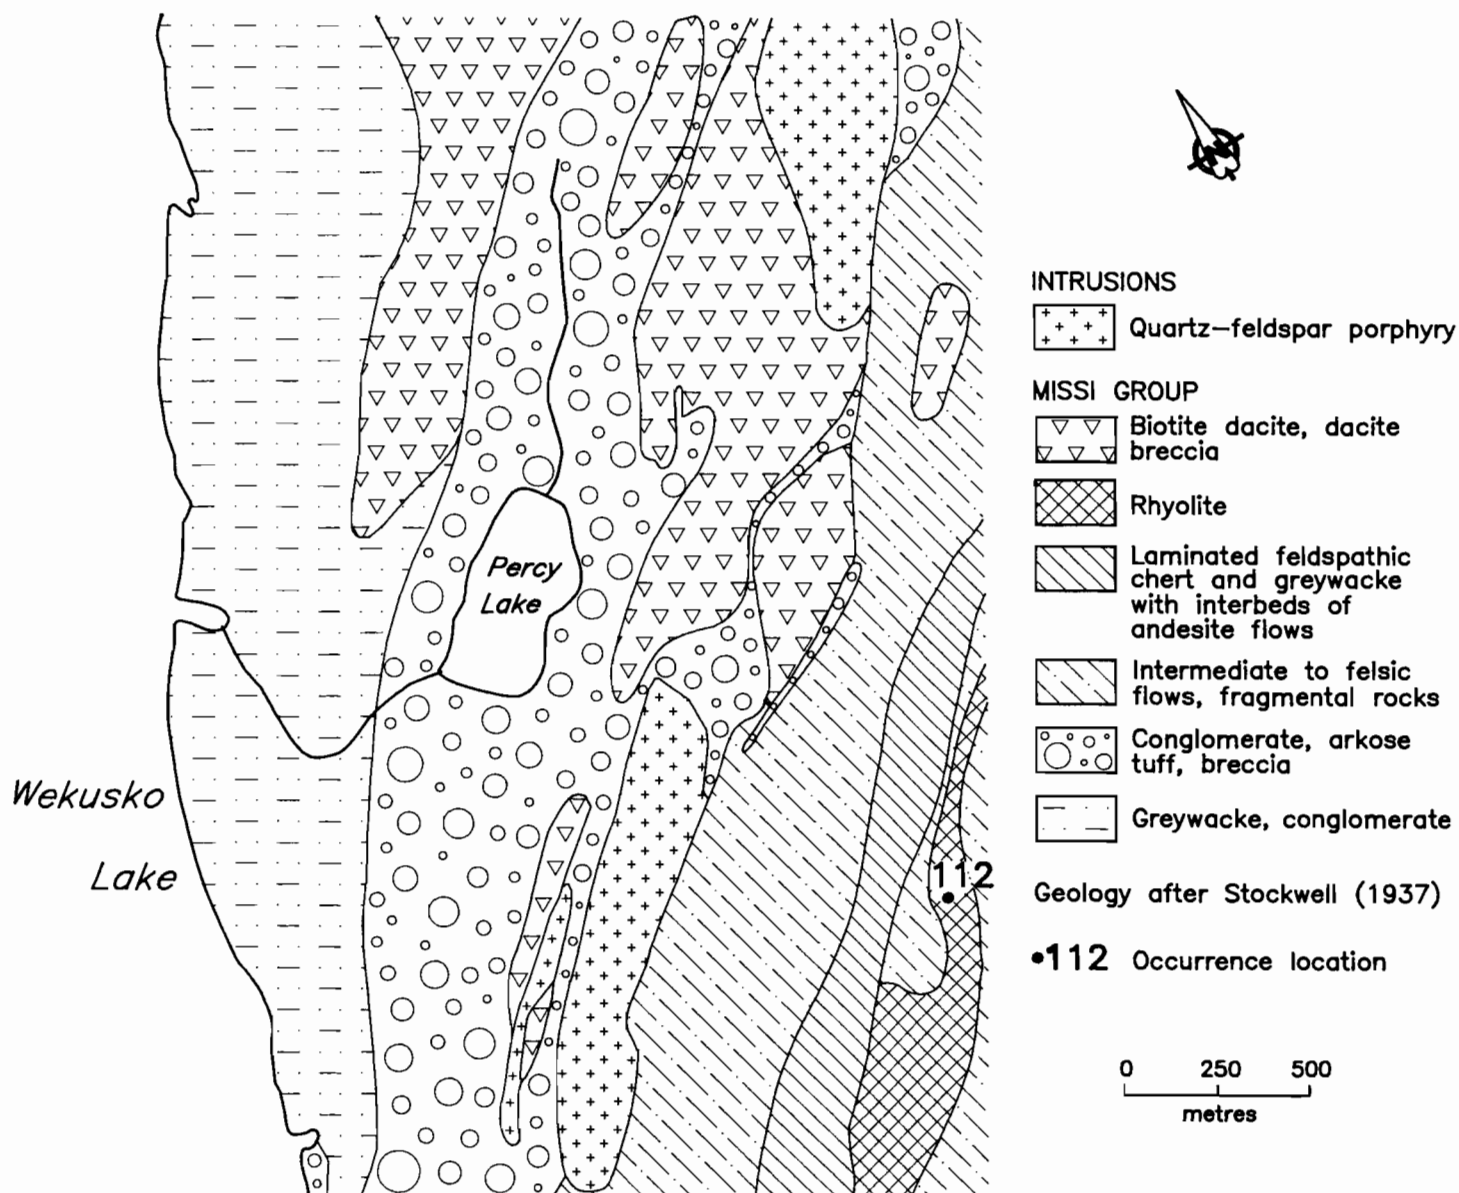 Percy
Lake
Wekusko
Lake
112
INTRUSIONS
Quartz-feldspar porphyry
MISSI GROUP
Biotite dacite, dacite
breccia
Rhyolite
Laminated feldspathic
chert and greywacke
with interbeds of
andesite flows
Intermediate to felsic
flows, fragmental rocks
Conglomerate, arkose
tuff, breccia
Greywacke, conglomerate
Geology after Stockwell (1937)
•112 Occurrence location
0 250 500
metres